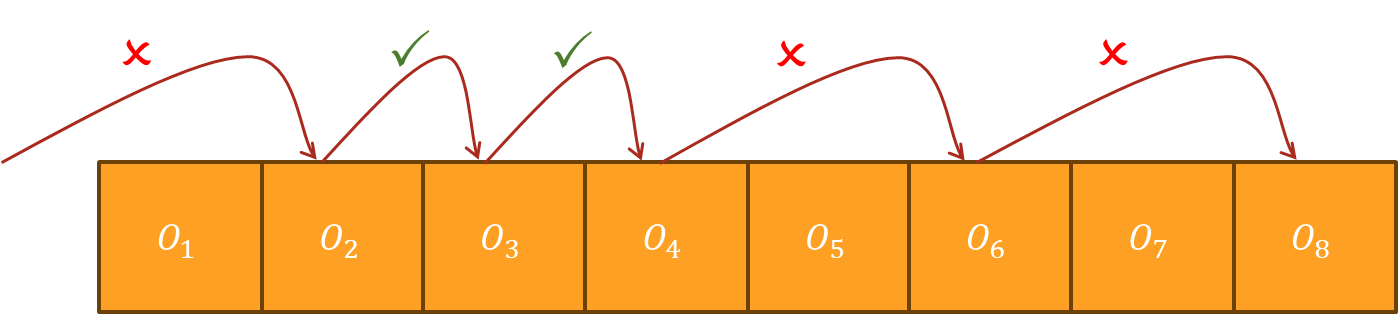 ✘ ✓ ✓ ✘ ✘
O₁ O₂ O₃ O₄ O₅ O₆ O₇ O₈